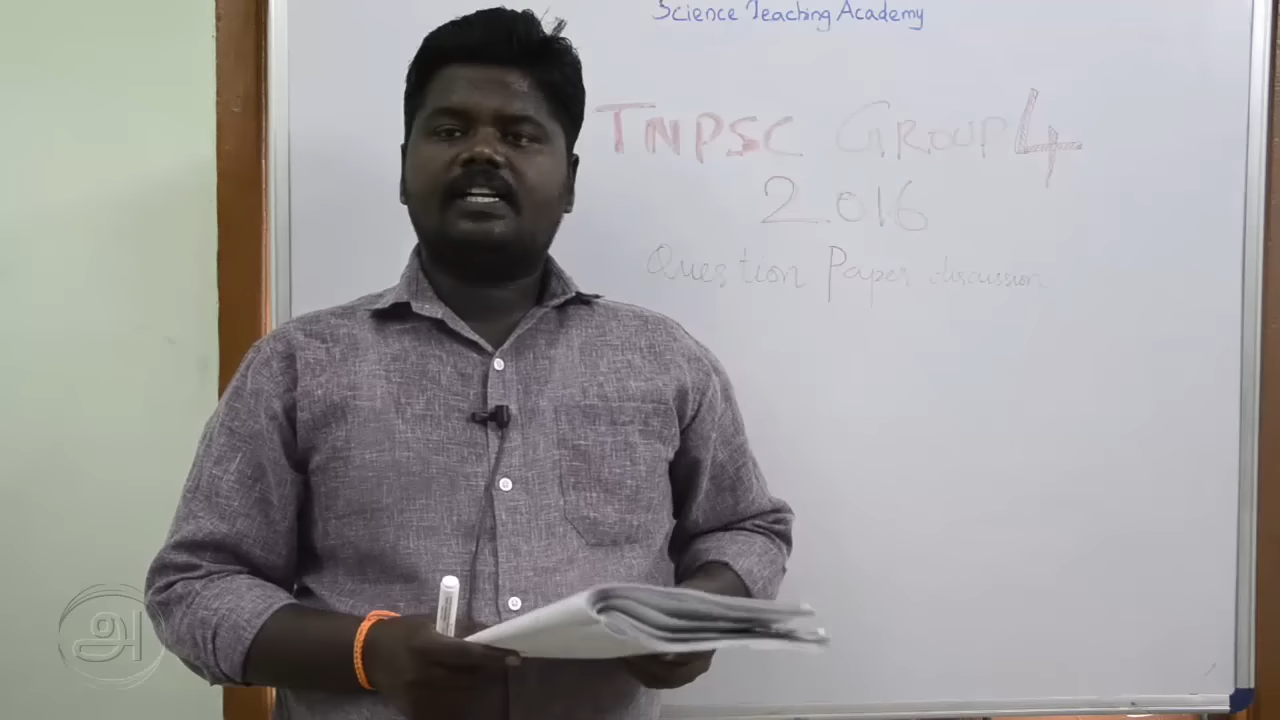 Science Teaching Academy
TNPSC GROUP 4
2016
Question Paper discussion
அ